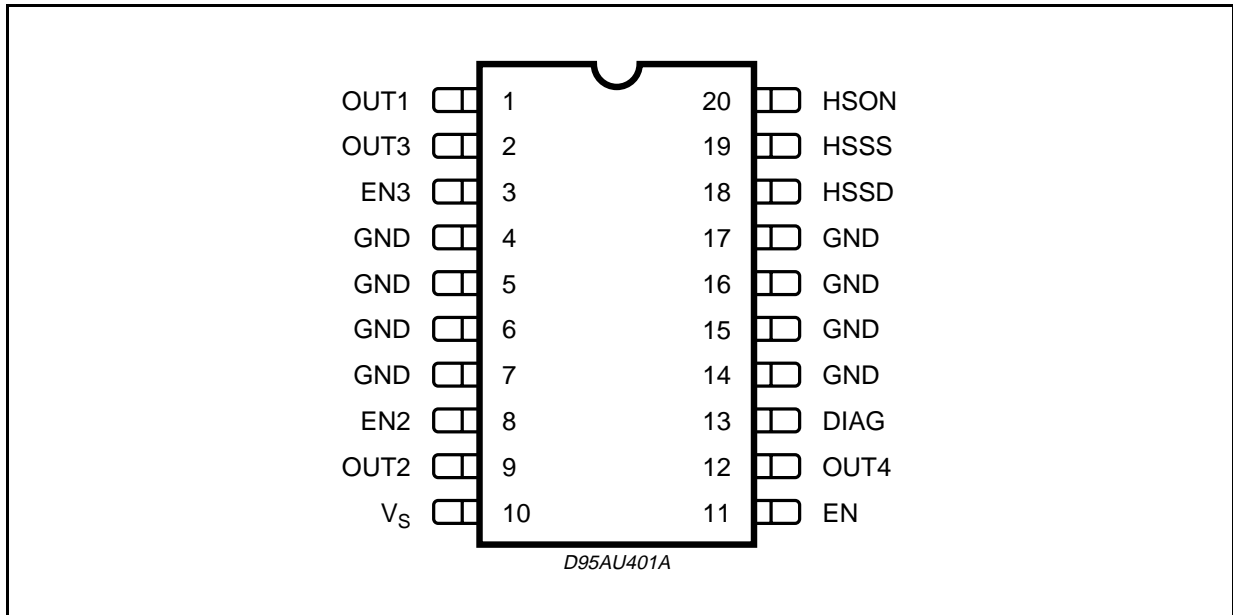 OUT1 1 20 HSON
OUT3 2 19 HSSS
EN3 3 18 HSSD
GND 4 17 GND
GND 5 16 GND
GND 6 15 GND
GND 7 14 GND
EN2 8 13 DIAG
OUT2 9 12 OUT4
VS 10 11 EN
D95AU401A